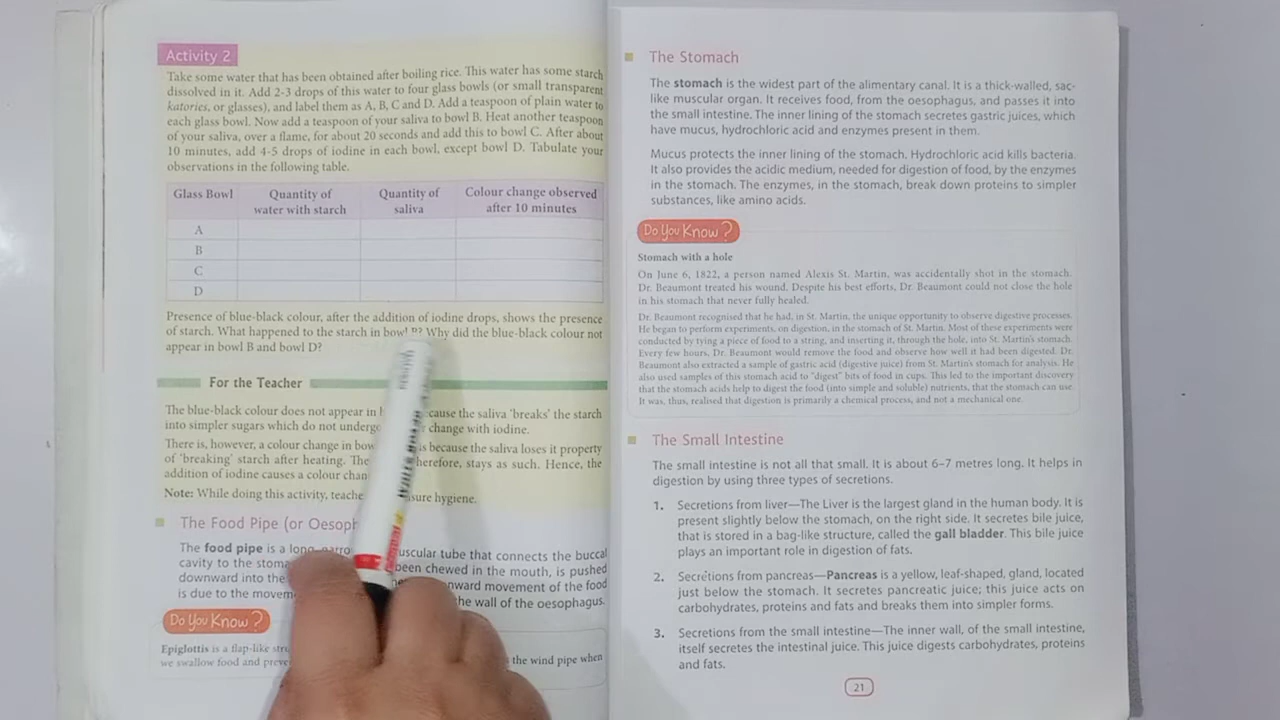 Activity 2
Take some water that has been obtained after boiling rice. This water has some starch
dissolved in it. Add 2-3 drops of this water to four glass bowls (or small transparent
katories, or glasses), and label them as A, B, C and D. Add a teaspoon of plain water to
each glass bowl. Now add a teaspoon of your saliva to bowl B. Heat another teaspoon
of your saliva, over a flame, for about 20 seconds and add this to bowl C. After about
10 minutes, add 4-5 drops of iodine in each bowl, except bowl D. Tabulate your
observations in the following table.
Glass Bowl Quantity of water with starch Quantity of saliva Colour change observed after 10 minutes
A
B
C
D
Presence of blue-black colour, after the addition of iodine drops, shows the presence
of starch. What happened to the starch in bowl B? Why did the blue-black colour not
appear in bowl B and bowl D?
For the Teacher
The blue-black colour does not appear in because the saliva 'breaks' the starch
into simpler sugars which do not undergo change with iodine.
There is, however, a colour change in is because the saliva loses it property
of 'breaking' starch after heating. The therefore, stays as such. Hence, the
addition of iodine causes a colour
Note: While doing this activity, hygiene.
The Food Pipe (or
The food pipe is a long muscular tube that connects the buccal
cavity to the been chewed in the mouth, is pushed
downward into the downward movement of the food
is due to the the wall of the oesophagus.
Do You Know?
Epiglottis is a flap-like the wind pipe when
we swallow food and
The Stomach
The stomach is the widest part of the alimentary canal. It is a thick-walled, sac-
like muscular organ. It receives food, from the oesophagus, and passes it into
the small intestine. The inner lining of the stomach secretes gastric juices, which
have mucus, hydrochloric acid and enzymes present in them.
Mucus protects the inner lining of the stomach. Hydrochloric acid kills bacteria.
It also provides the acidic medium, needed for digestion of food, by the enzymes
in the stomach. The enzymes, in the stomach, break down proteins to simpler
substances, like amino acids.
Do You Know?
Stomach with a hole
On June 6, 1822, a person named Alexis St. Martin, was accidentally shot in the stomach.
Dr. Beaumont treated his wound. Despite his best efforts, Dr. Beaumont could not close the hole
in his stomach that never fully healed.
Dr. Beaumont recognised that he had, in St. Martin, the unique opportunity to observe digestive processes.
He began to perform experiments, on digestion, in the stomach of St. Martin. Most of these experiments were
conducted by tying a piece of food to a string, and inserting it, through the hole, into St. Martin's stomach.
Every few hours, Dr. Beaumont would remove the food and observe how well it had been digested. Dr.
Beaumont also extracted a sample of gastric acid (digestive juice) from St. Martin's stomach for analysis. He
also used samples of this stomach acid to "digest" bits of food in cups. This led to the important discovery
that the stomach acids help to digest the food (into simple and soluble) nutrients, that the stomach can use.
It was, thus, realised that digestion is primarily a chemical process, and not a mechanical one.
The Small Intestine
The small intestine is not all that small. It is about 6–7 metres long. It helps in
digestion by using three types of secretions.
1. Secretions from liver—The Liver is the largest gland in the human body. It is
present slightly below the stomach, on the right side. It secretes bile juice,
that is stored in a bag-like structure, called the gall bladder. This bile juice
plays an important role in digestion of fats.
2. Secretions from pancreas—Pancreas is a yellow, leaf-shaped, gland, located
just below the stomach. It secretes pancreatic juice; this juice acts on
carbohydrates, proteins and fats and breaks them into simpler forms.
3. Secretions from the small intestine—The inner wall, of the small intestine,
itself secretes the intestinal juice. This juice digests carbohydrates, proteins
and fats.
21